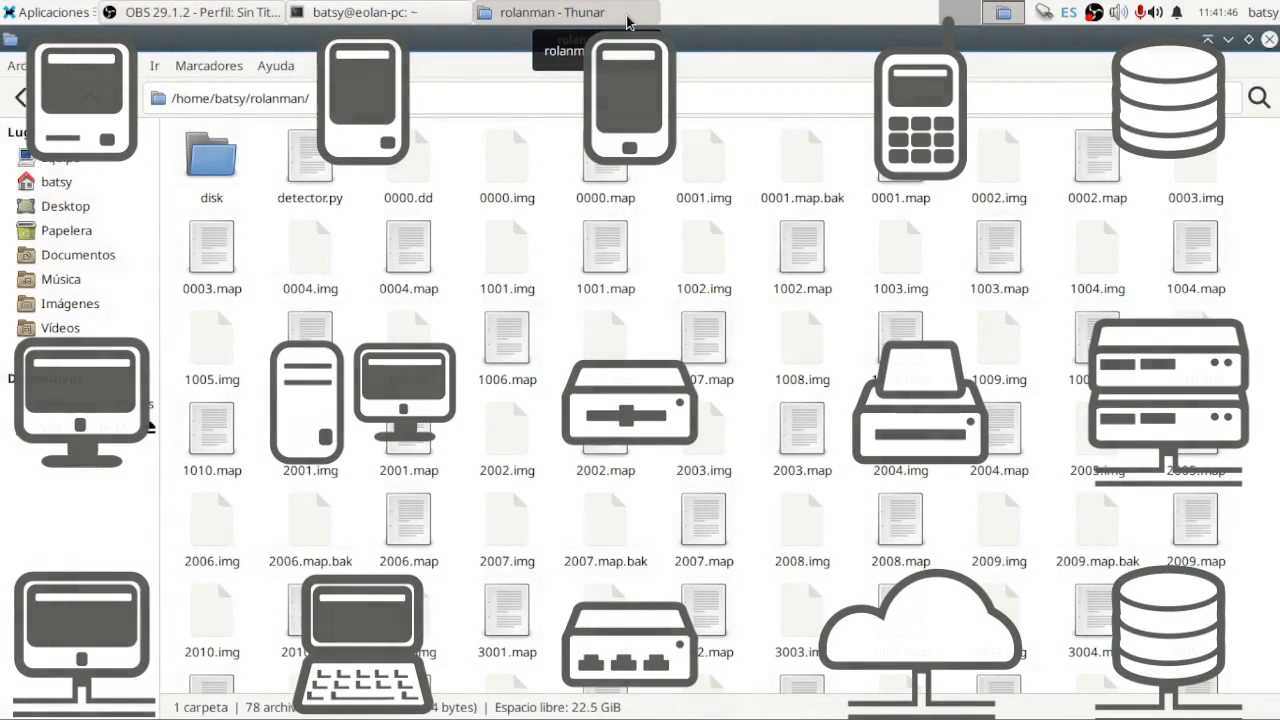 Aplicaciones
OBS 29.1.2 - Perfil: Sin Tít...
batsy@eolan-pc: ~
rolanman - Thunar
ES
11:41:46
batsy
Ir
Marcadores
Ayuda
/home/batsy/rolanman/
batsy
Desktop
Papelera
Documentos
Música
Imágenes
Vídeos
disk
detector.py
0000.dd
0000.img
0000.map
0001.img
0001.map.bak
0001.map
0002.img
0002.map
0003.img
0003.map
0004.img
0004.map
1001.img
1001.map
1002.img
1002.map
1003.img
1003.map
1004.img
1004.map
1005.img
1006.map
1008.img
1009.img
1010.map
2001.img
2001.map
2002.img
2002.map
2003.img
2003.map
2004.img
2004.map
2005.img
2005.map
2006.img
2006.map.bak
2006.map
2007.img
2007.map.bak
2007.map
2008.img
2008.map
2009.img
2009.map.bak
2009.map
2010.img
3001.map
1 carpeta | 78 archiv
bytes) | Espacio libre: 22.5 GiB